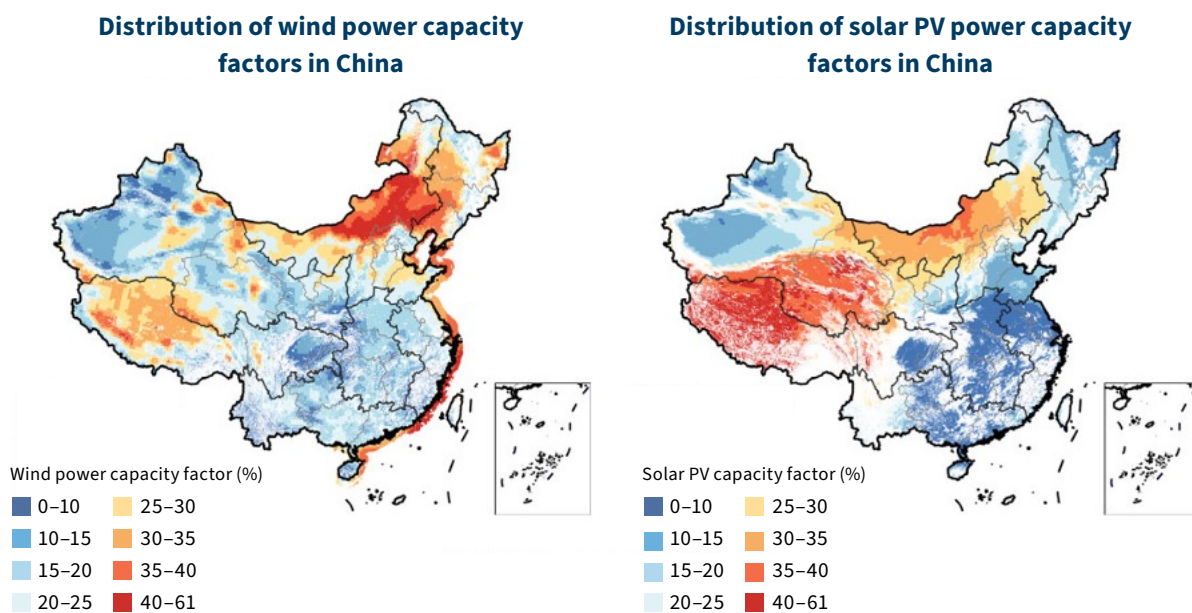 Distribution of wind power capacity
factors in China
Wind power capacity factor (%)
0–10
10–15
15–20
20–25
25–30
30–35
35–40
40–61
Distribution of solar PV power capacity
factors in China
Solar PV capacity factor (%)
0–10
10–15
15–20
20–25
25–30
30–35
35–40
40–61